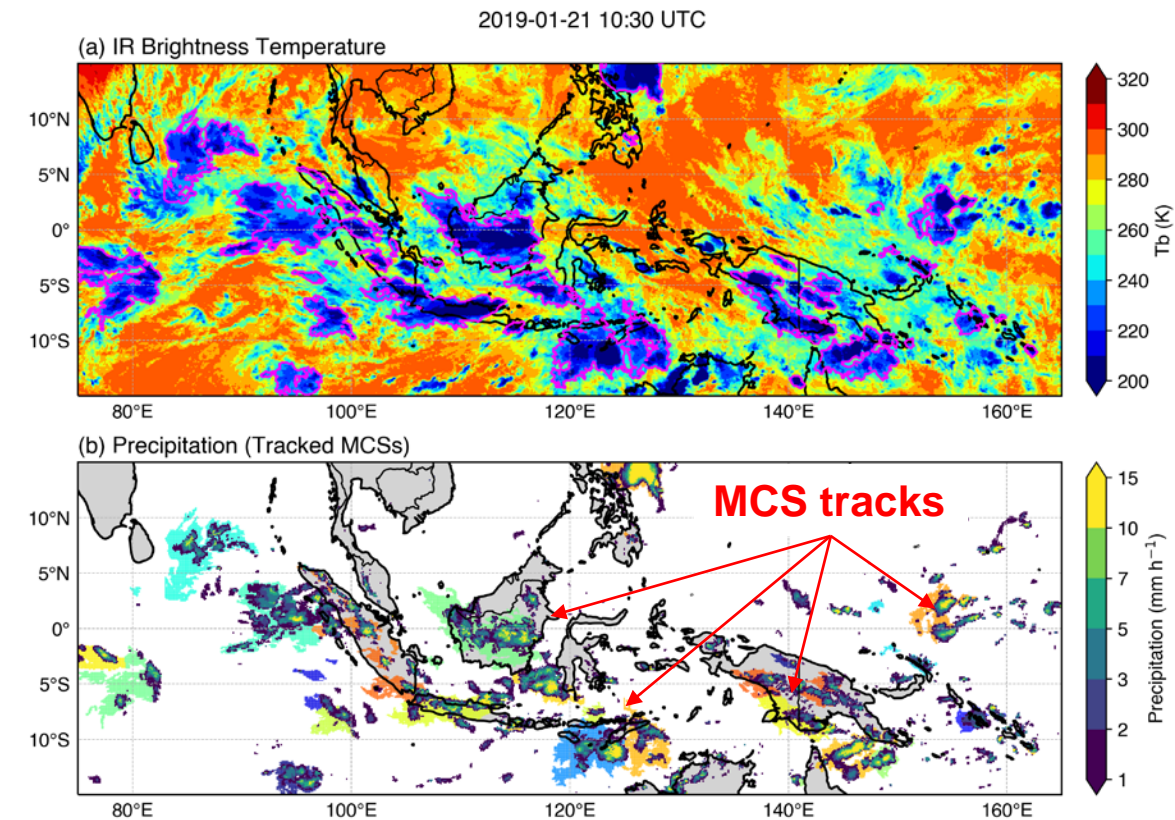 2019-01-21 10:30 UTC
(a) IR Brightness Temperature
10°N
5°N
0°
5°S
10°S
80°E 100°E 120°E 140°E 160°E
320
300
280
260
240
220
200
Tb (K)
(b) Precipitation (Tracked MCSs)
MCS tracks
10°N
5°N
0°
5°S
10°S
80°E 100°E 120°E 140°E 160°E
15
10
7
5
3
2
1
Precipitation (mm h⁻¹)